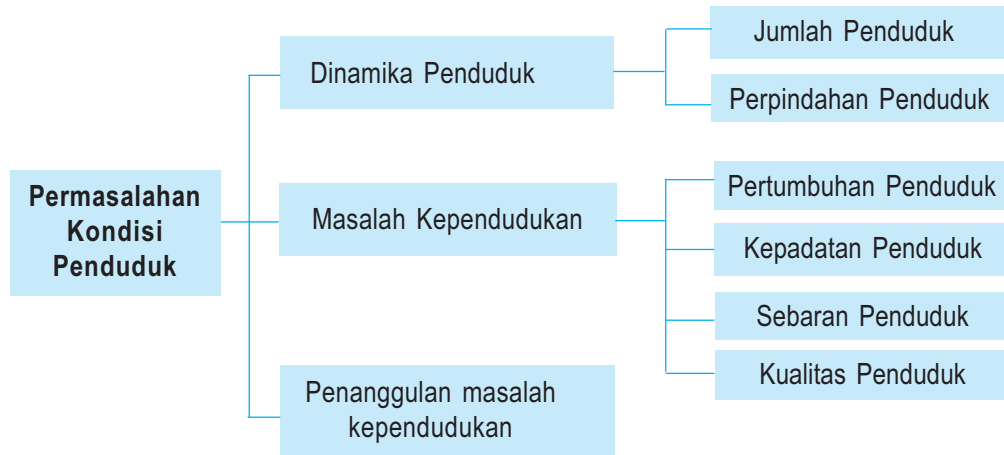 Permasalahan
Kondisi
Penduduk
Dinamika Penduduk
Jumlah Penduduk
Perpindahan Penduduk
Masalah Kependudukan
Pertumbuhan Penduduk
Kepadatan Penduduk
Sebaran Penduduk
Kualitas Penduduk
Penanggulan masalah
kependudukan